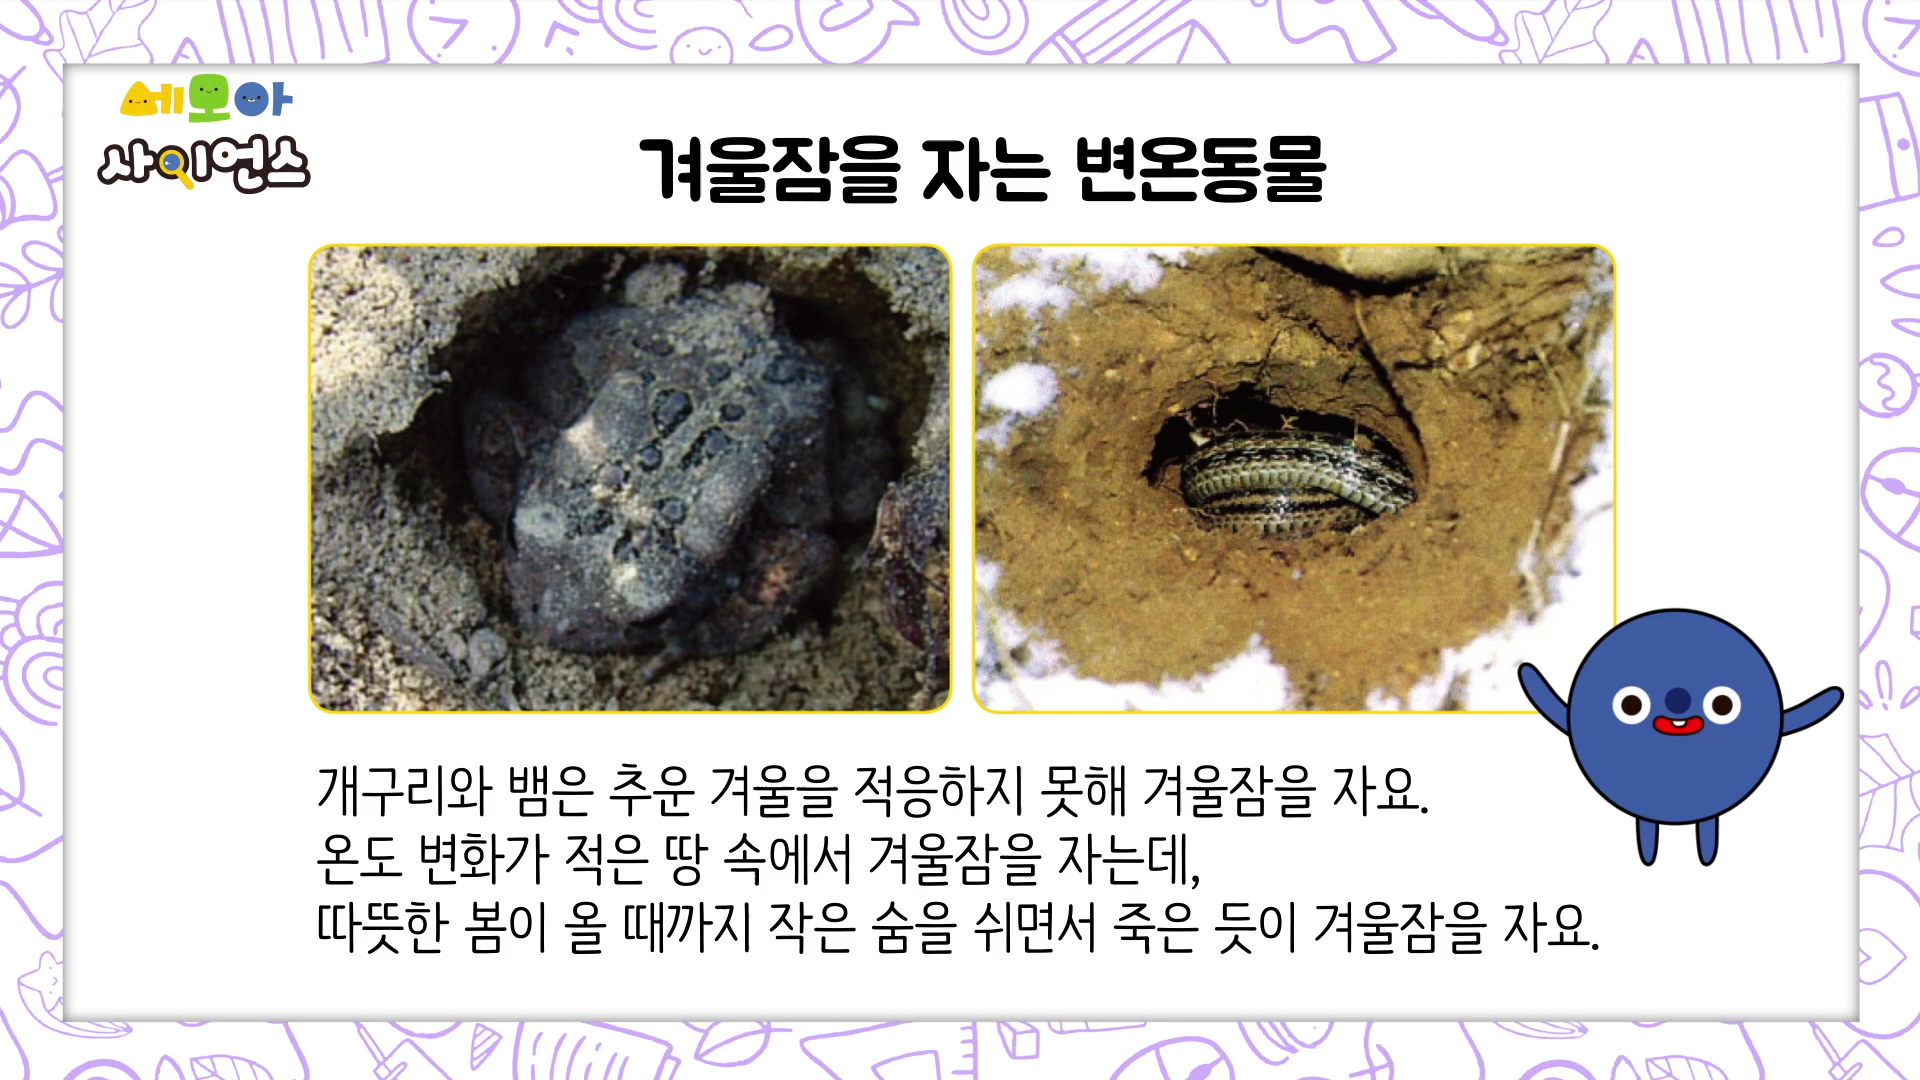 세모아
사이언스
겨울잠을 자는 변온동물
개구리와 뱀은 추운 겨울을 적응하지 못해 겨울잠을 자요.
온도 변화가 적은 땅 속에서 겨울잠을 자는데,
따뜻한 봄이 올 때까지 작은 숨을 쉬면서 죽은 듯이 겨울잠을 자요.